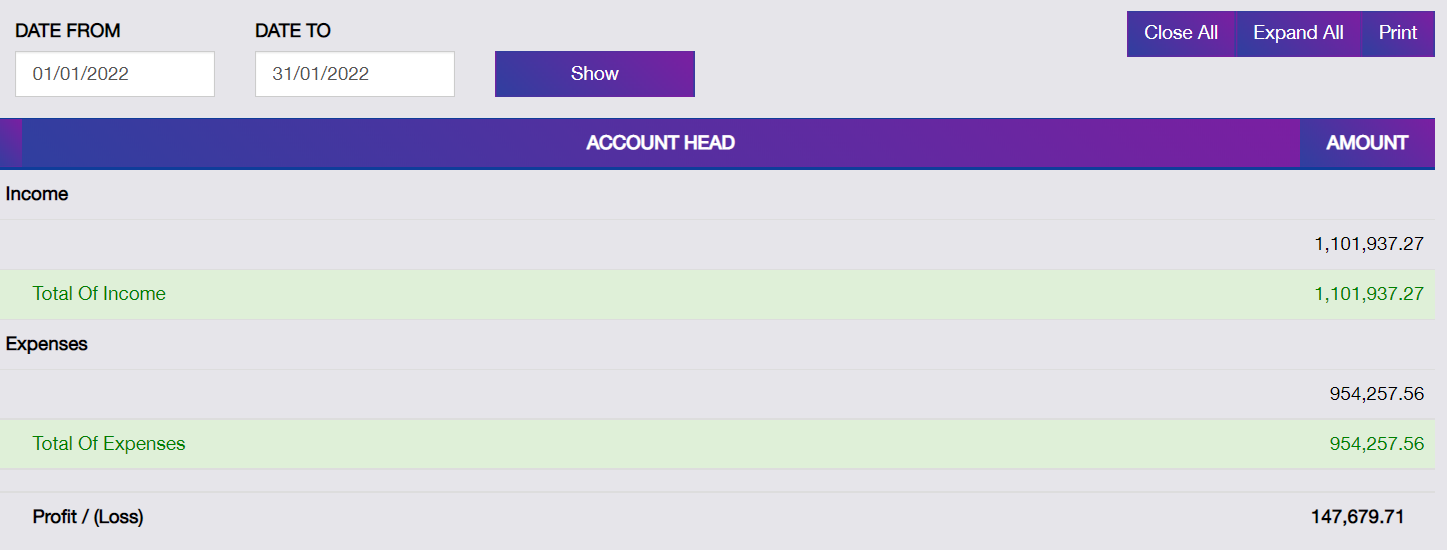 DATE FROM DATE TO Close All Expand All Print
01/01/2022 31/01/2022 Show
ACCOUNT HEAD AMOUNT
Income
1,101,937.27
Total Of Income 1,101,937.27
Expenses
954,257.56
Total Of Expenses 954,257.56
Profit / (Loss) 147,679.71